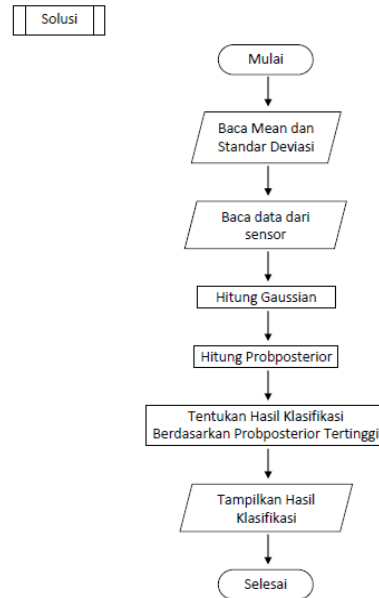 Solusi
Mulai
Baca Mean dan
Standar Deviasi
Baca data dari
sensor
Hitung Gaussian
Hitung Probposterior
Tentukan Hasil Klasifikasi
Berdasarkan Probposterior Tertinggi
Tampilkan Hasil
Klasifikasi
Selesai